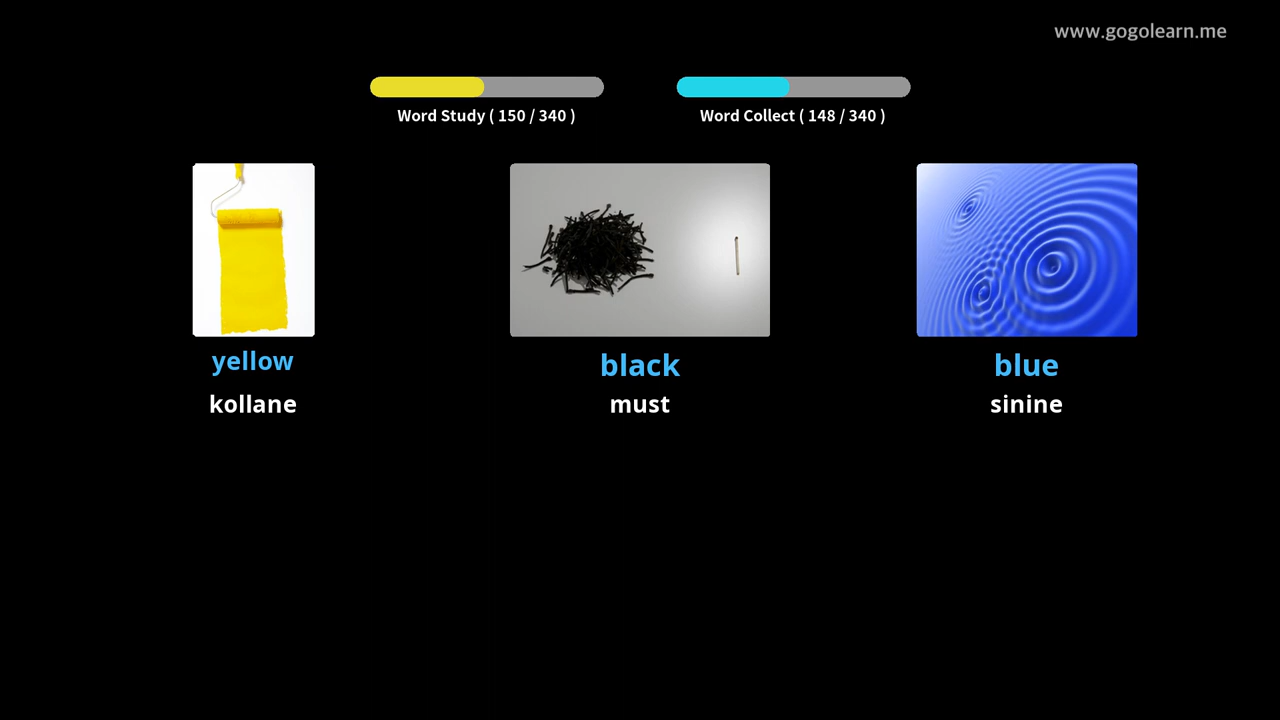 www.gogolearn.me
Word Study ( 150 / 340 )
Word Collect ( 148 / 340 )
yellow
kollane
black
must
blue
sinine